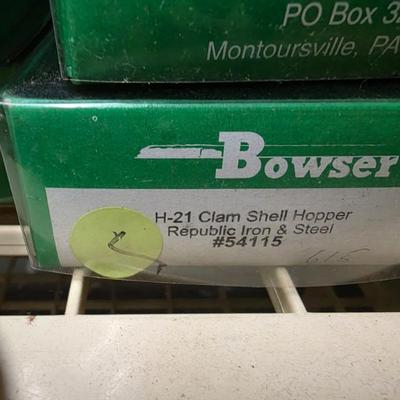 PO Box 32
Montoursville, PA
Bowser
H-21 Clam Shell Hopper
Republic Iron & Steel
#54115